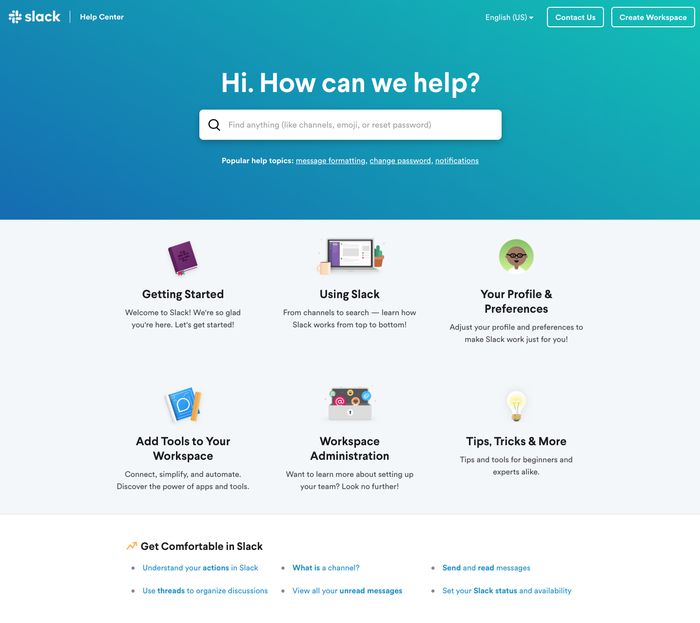 slack | Help Center
English (US)
Contact Us
Create Workspace
Hi. How can we help?
Find anything (like channels, emoji, or reset password)
Popular help topics: message formatting, change password, notifications
Getting Started
Welcome to Slack! We're so glad
you're here. Let's get started!
Using Slack
From channels to search — learn how
Slack works from top to bottom!
Your Profile &
Preferences
Adjust your profile and preferences to
make Slack work just for you!
Add Tools to Your
Workspace
Connect, simplify, and automate.
Discover the power of apps and tools.
Workspace
Administration
Want to learn more about setting up
your team? Look no further!
Tips, Tricks & More
Tips and tools for beginners and
experts alike.
Get Comfortable in Slack
• Understand your actions in Slack
• What is a channel?
• Send and read messages
• Use threads to organize discussions
• View all your unread messages
• Set your Slack status and availability